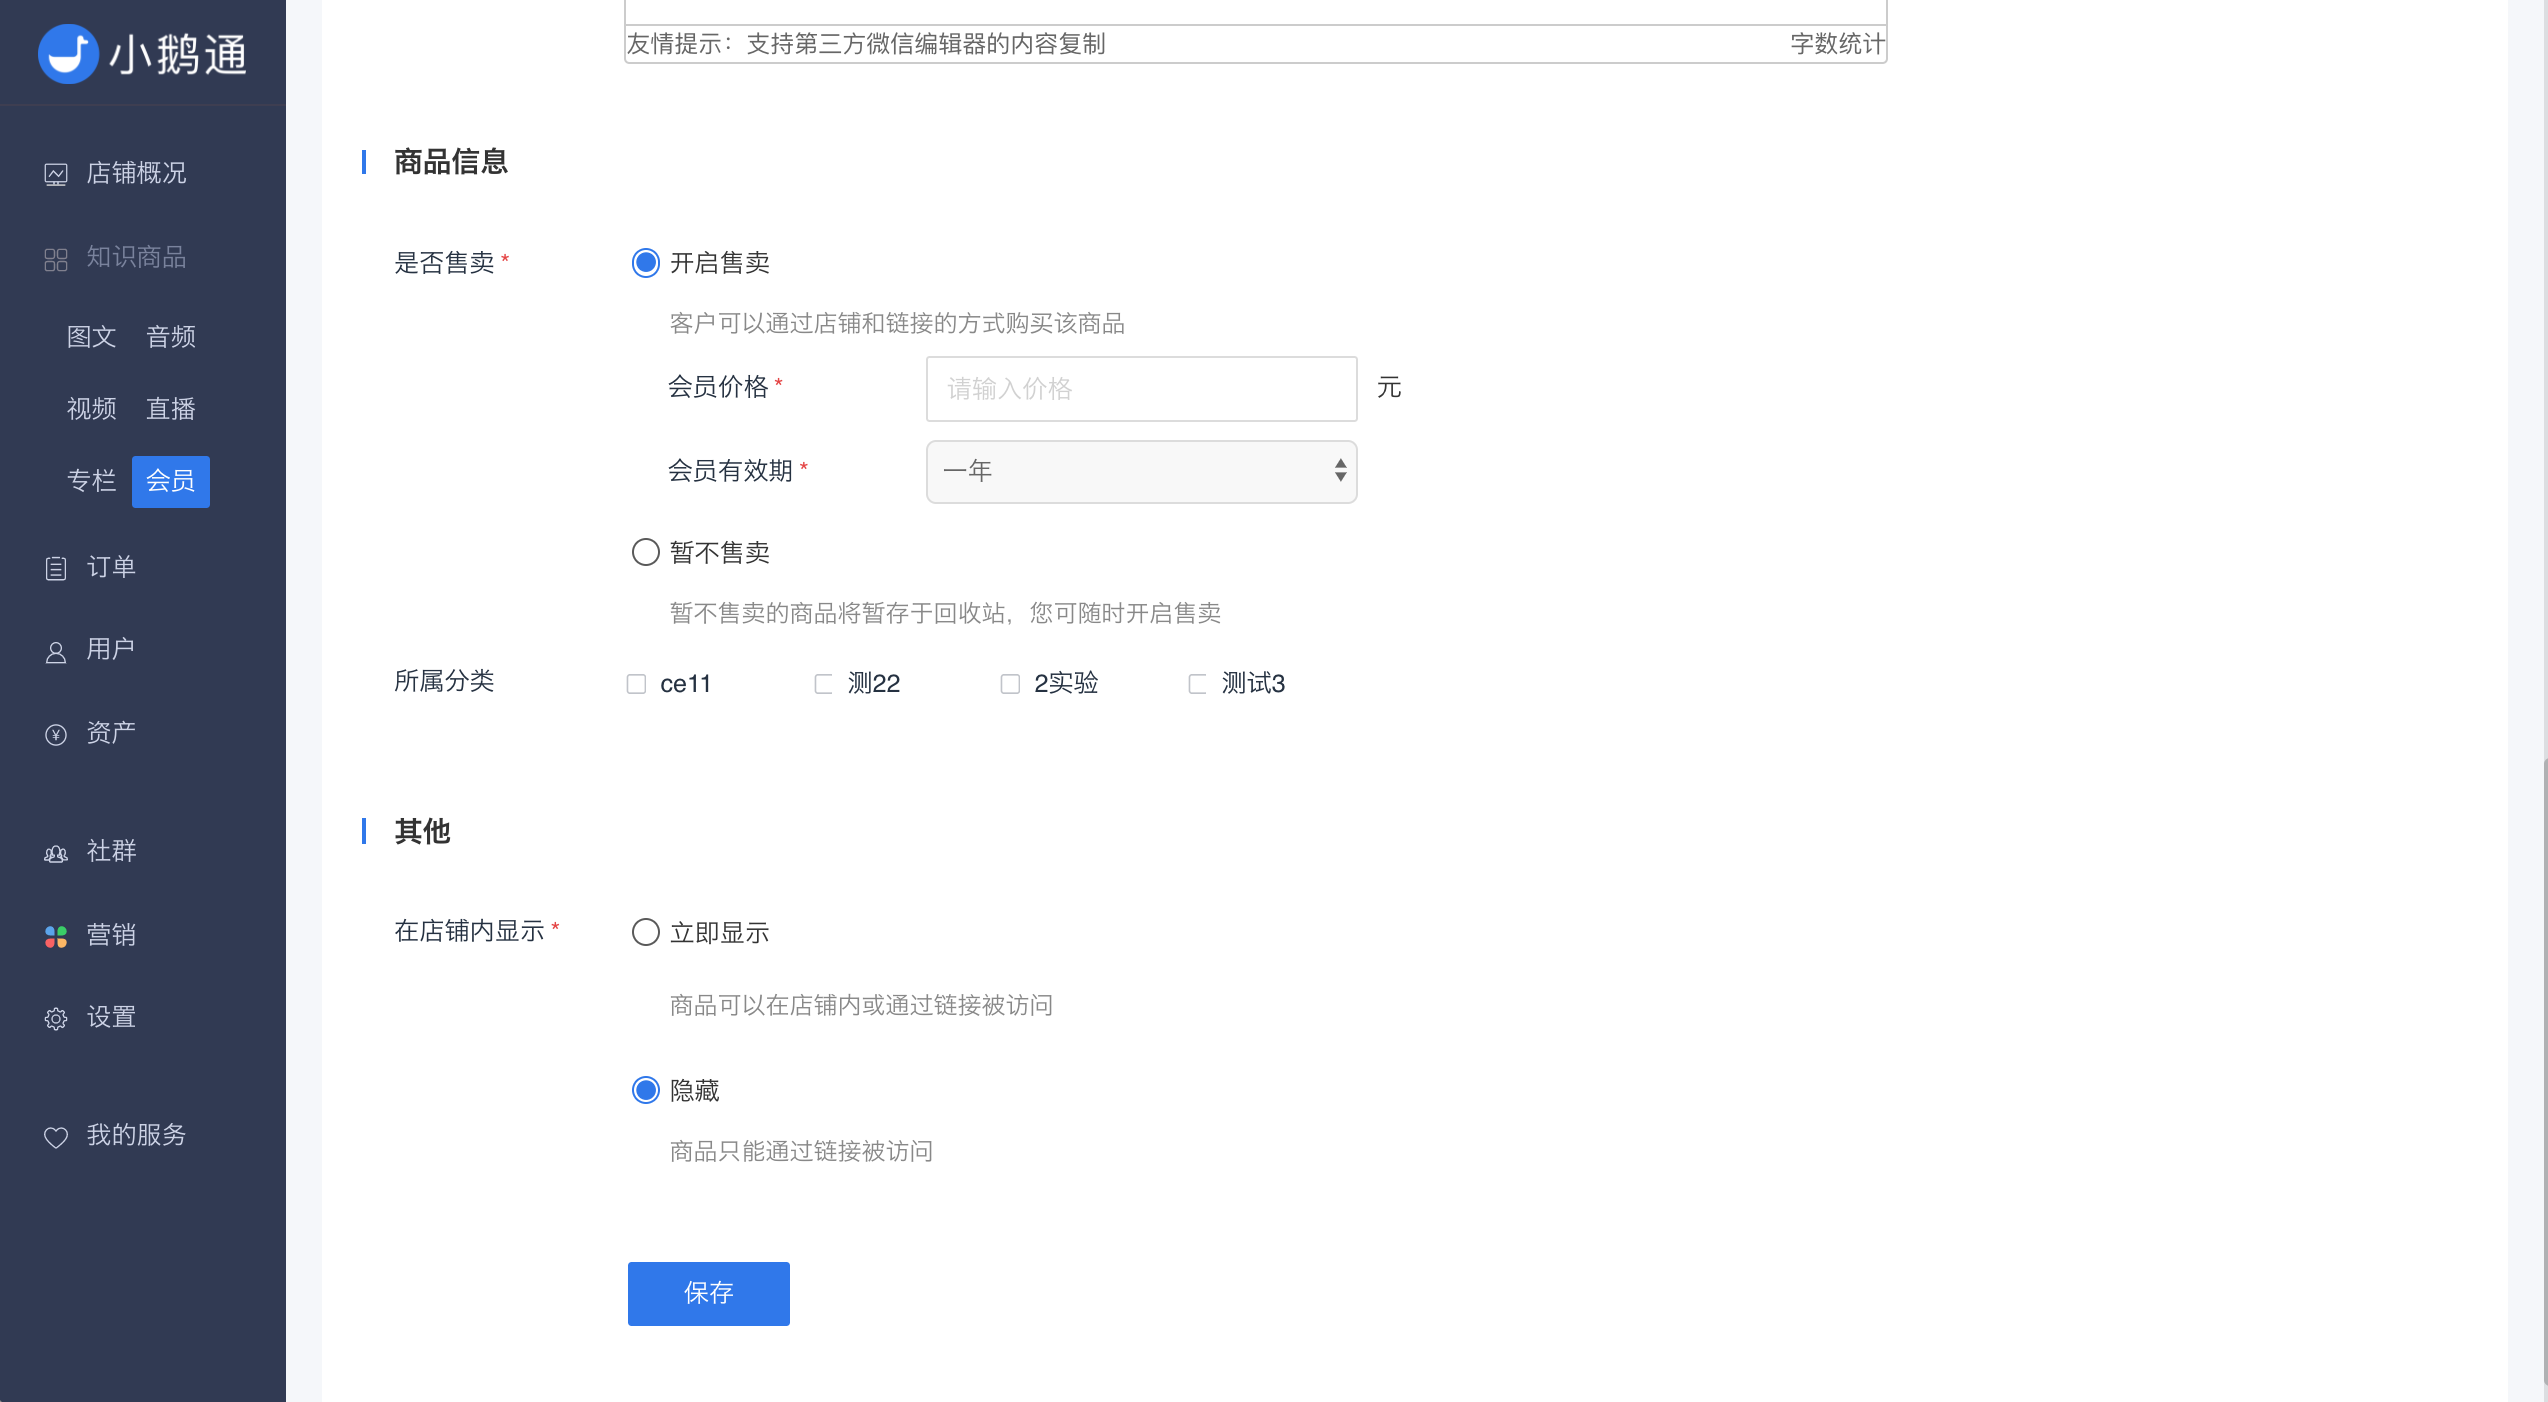 小鹅通
店铺概况
知识商品
图文 音频
视频 直播
专栏 会员
订单
用户
资产
社群
营销
设置
我的服务
友情提示：支持第三方微信编辑器的内容复制 字数统计
商品信息
是否售卖 * 开启售卖
客户可以通过店铺和链接的方式购买该商品
会员价格 * 请输入价格 元
会员有效期 * 一年
暂不售卖
暂不售卖的商品将暂存于回收站，您可随时开启售卖
所属分类 ce11 测22 2实验 测试3
其他
在店铺内显示 * 立即显示
商品可以在店铺内或通过链接被访问
隐藏
商品只能通过链接被访问
保存